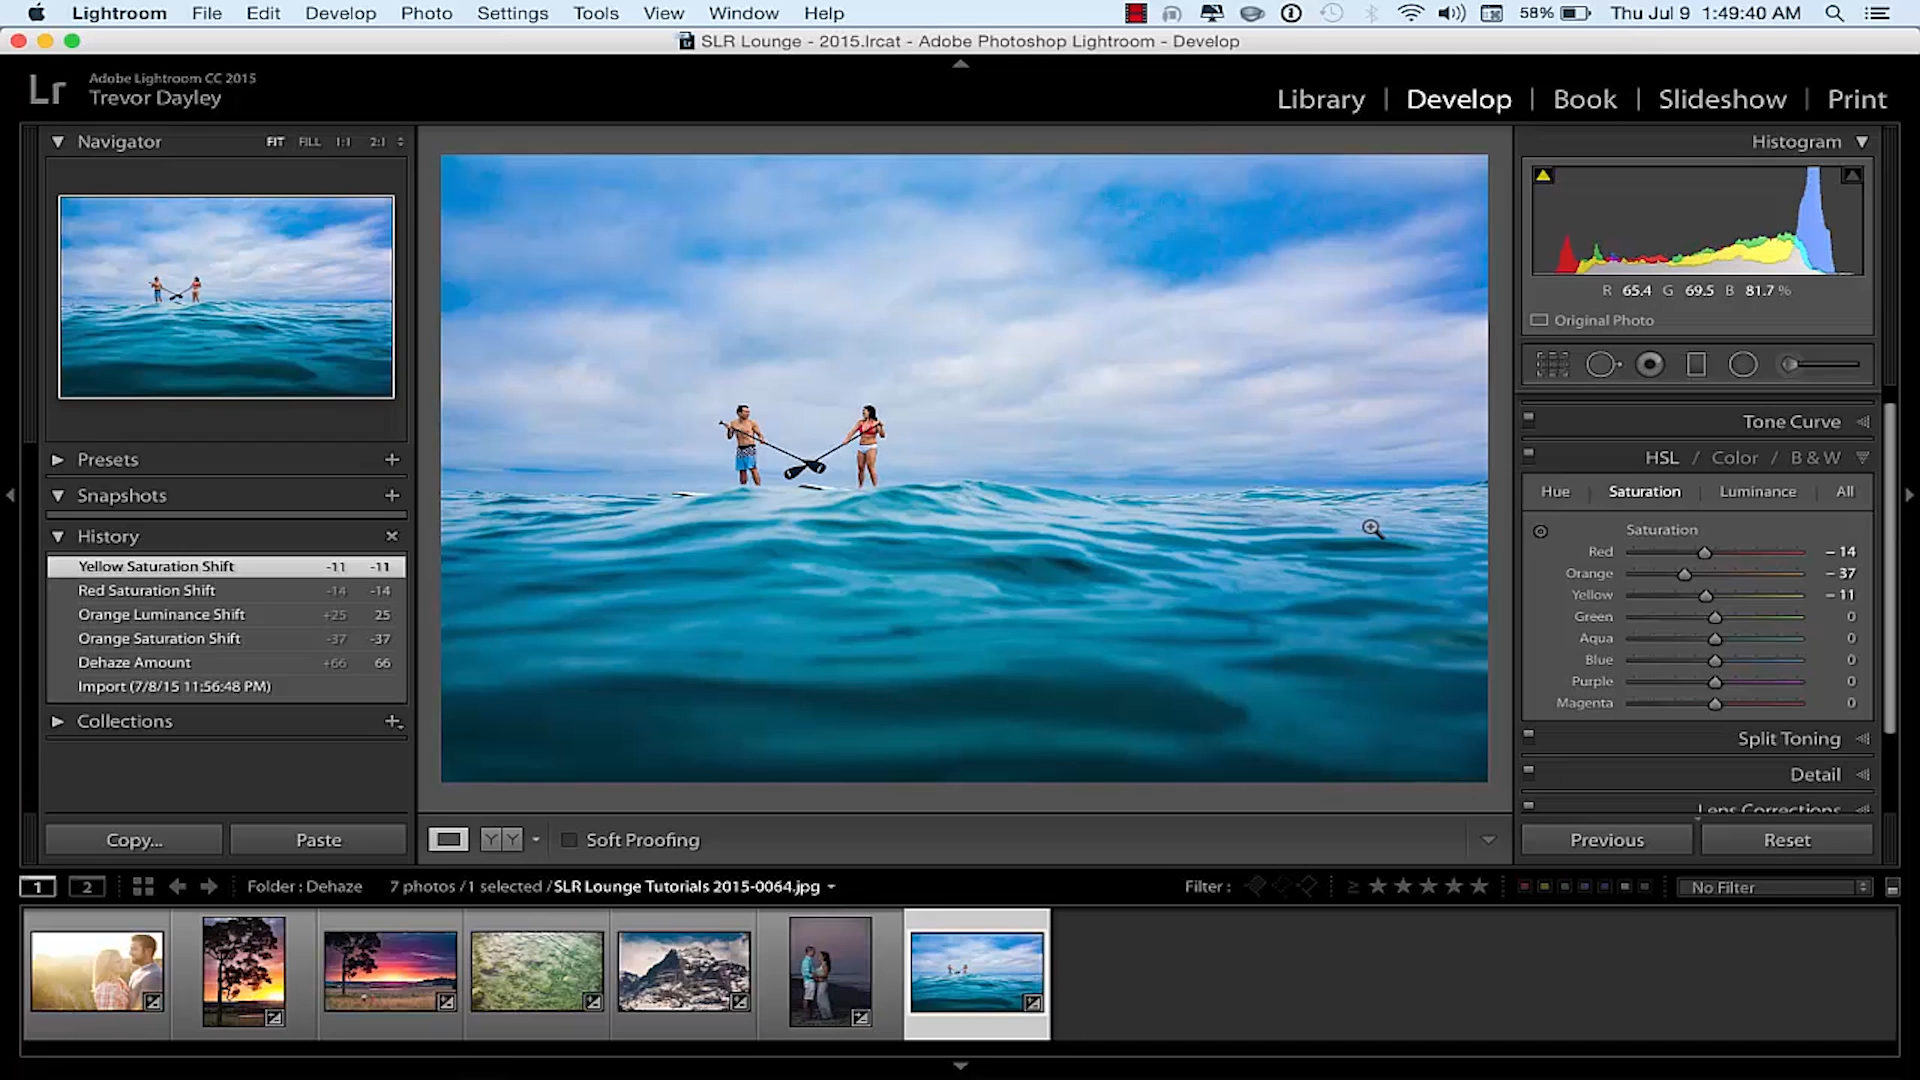 Lightroom File Edit Develop Photo Settings Tools View Window Help 58% Thu Jul 9 1:49:40 AM
SLR Lounge - 2015.lrcat - Adobe Photoshop Lightroom - Develop
Lr Adobe Lightroom CC 2015
Trevor Dayley
Library | Develop | Book | Slideshow | Print
Navigator FIT FILL 1:1 2:1
Presets +
Snapshots +
History ×
Yellow Saturation Shift -11 -11
Red Saturation Shift -14 -14
Orange Luminance Shift +25 25
Orange Saturation Shift -37 -37
Dehaze Amount +66 66
Import (7/8/15 11:56:48 PM)
Collections +
Copy... Paste
Y Y Soft Proofing
Histogram
R 65.4 G 69.5 B 81.7 %
Original Photo
Tone Curve
HSL / Color / B & W
Hue Saturation Luminance All
Saturation
Red – 14
Orange – 37
Yellow – 11
Green 0
Aqua 0
Blue 0
Purple 0
Magenta 0
Split Toning
Detail
Lens Corrections
Previous Reset
1 2 Folder : Dehaze 7 photos /1 selected /SLR Lounge Tutorials 2015-0064.jpg Filter : ≥ ★ ★ ★ ★ ★ No Filter